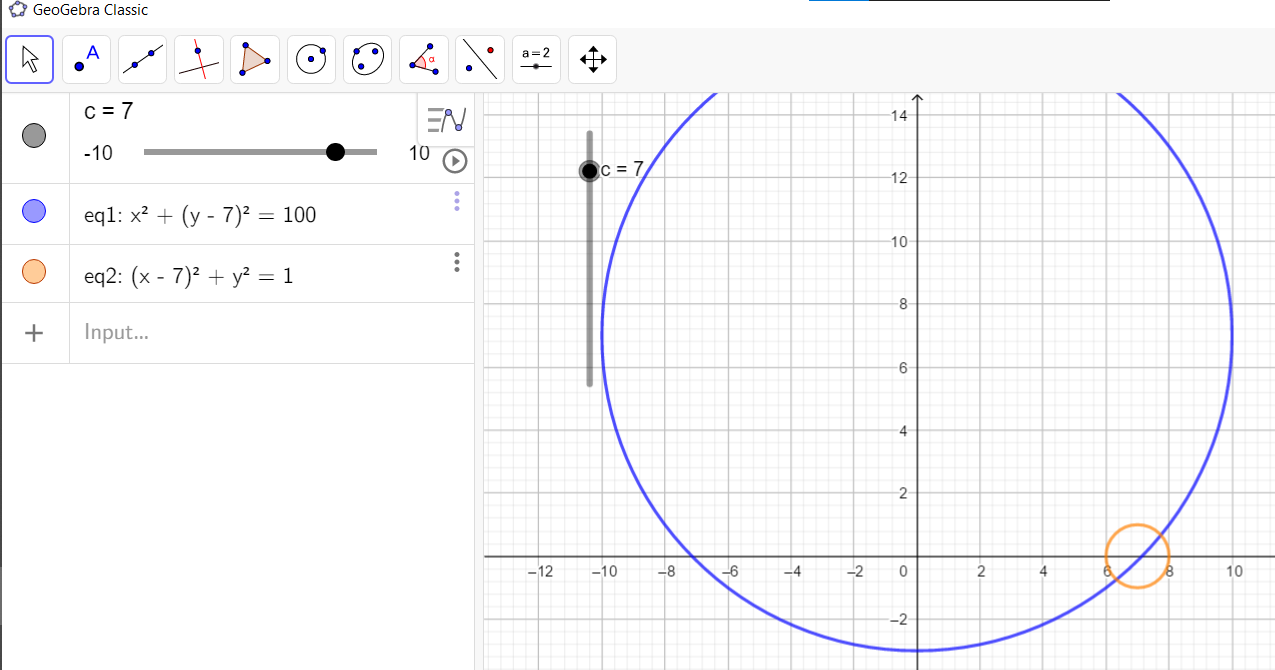 GeoGebra Classic
A
α
a=2
c = 7
-10
10
eq1: x² + (y - 7)² = 100
eq2: (x - 7)² + y² = 1
+
Input...
c = 7
14
12
10
8
6
4
2
−2
−12 −10 −8 −6 −4 −2 0 2 4 6 8 10